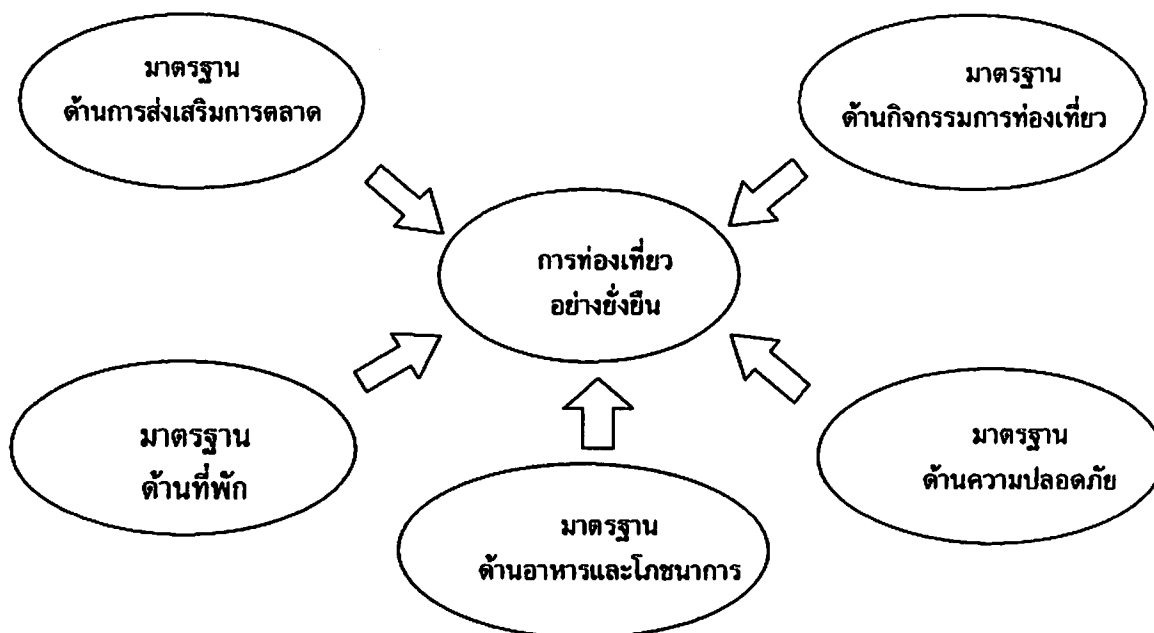 มาตรฐาน
ด้านการส่งเสริมการตลาด
มาตรฐาน
ด้านกิจกรรมการท่องเที่ยว
การท่องเที่ยว
อย่างยั่งยืน
มาตรฐาน
ด้านที่พัก
มาตรฐาน
ด้านอาหารและโภชนาการ
มาตรฐาน
ด้านความปลอดภัย